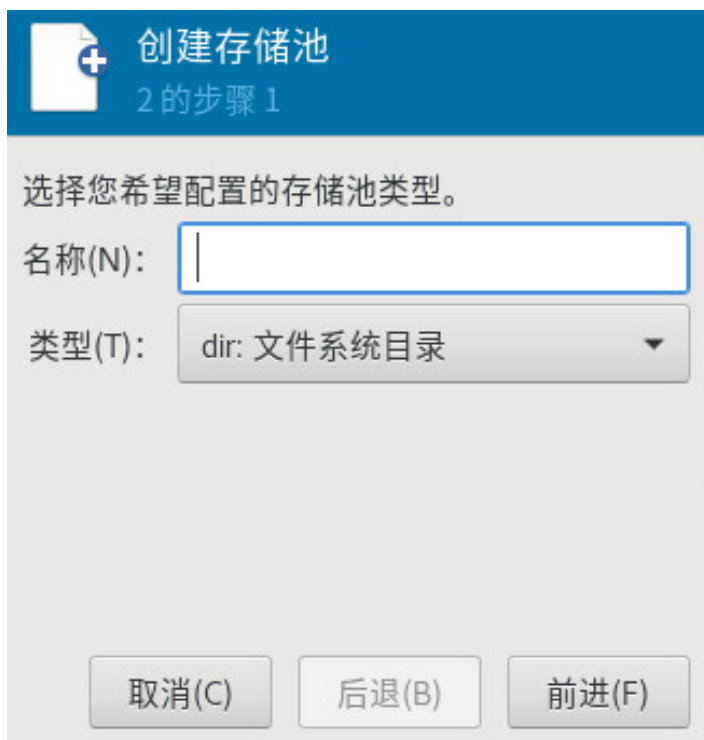 创建存储池
2 的步骤 1
选择您希望配置的存储池类型。
名称(N)：
类型(T)： dir: 文件系统目录
取消(C) 后退(B) 前进(F)